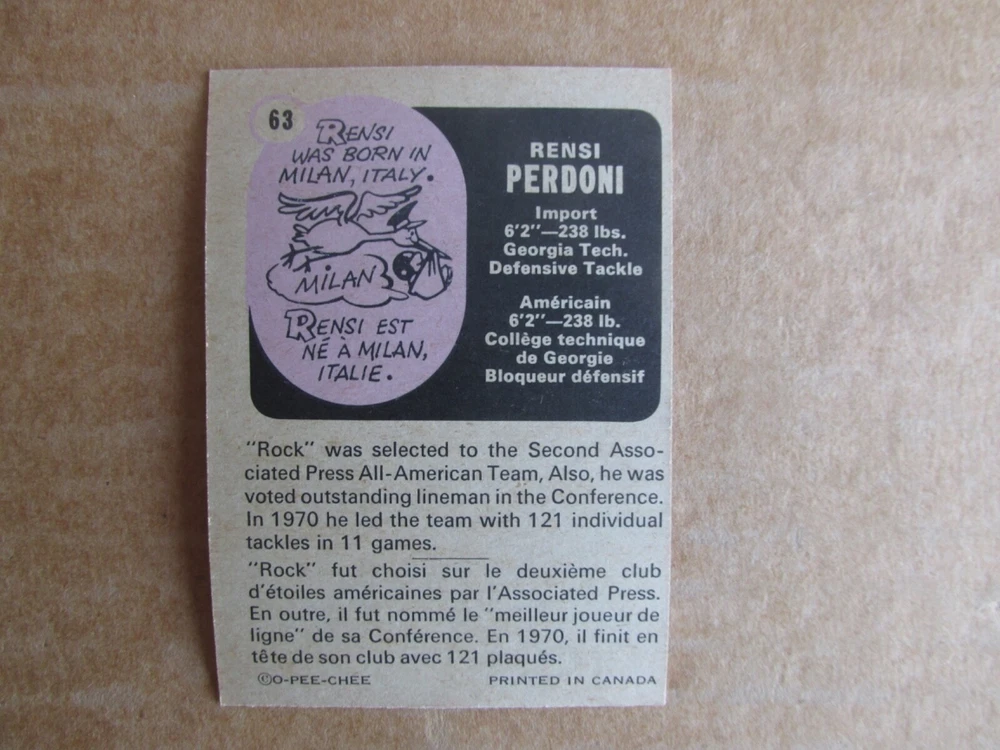 63
RENSI
WAS BORN IN
MILAN, ITALY.
MILAN
RENSI EST
NÉ À MILAN,
ITALIE.
RENSI
PERDONI
Import
6'2''—238 lbs.
Georgia Tech.
Defensive Tackle
Américain
6'2''—238 lb.
Collège technique
de Georgie
Bloqueur défensif
"Rock" was selected to the Second Asso-
ciated Press All-American Team, Also, he was
voted outstanding lineman in the Conference.
In 1970 he led the team with 121 individual
tackles in 11 games.
"Rock" fut choisi sur le deuxième club
d'étoiles américaines par l'Associated Press.
En outre, il fut nommé le "meilleur joueur de
ligne" de sa Conférence. En 1970, il finit en
tête de son club avec 121 plaqués.
©O-PEE-CHEE
PRINTED IN CANADA